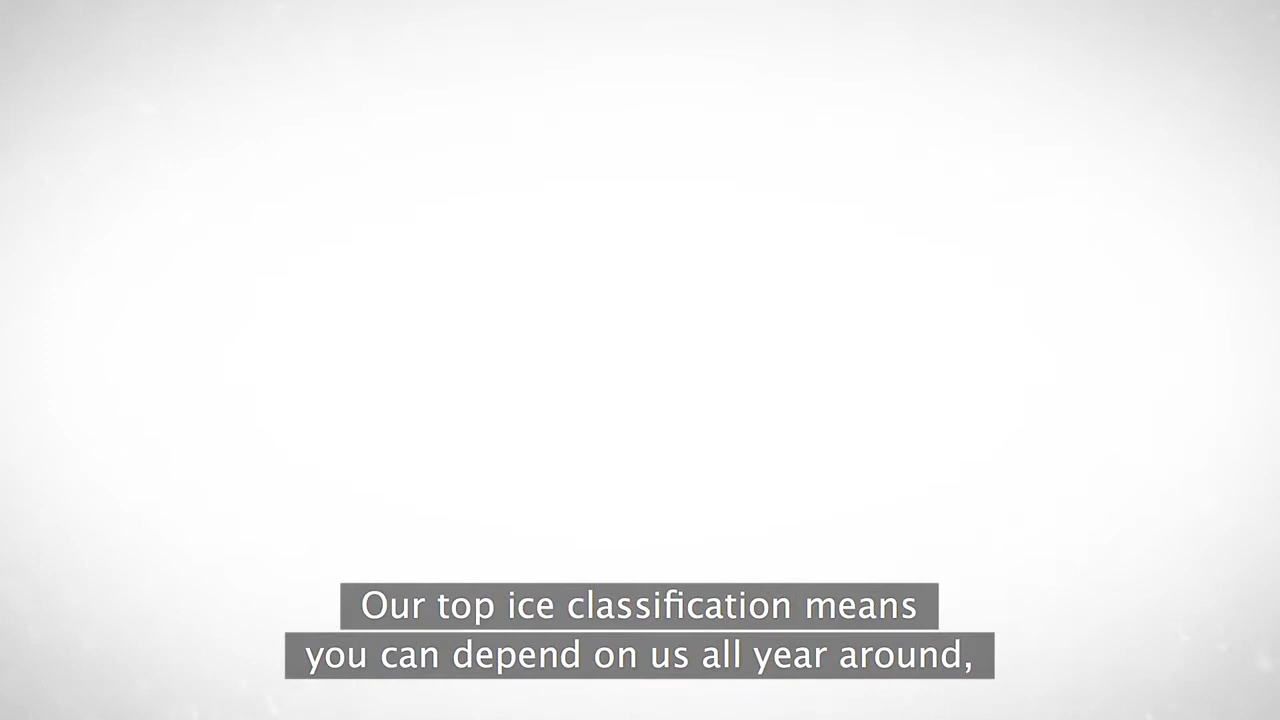 Our top ice classification means
you can depend on us all year around,